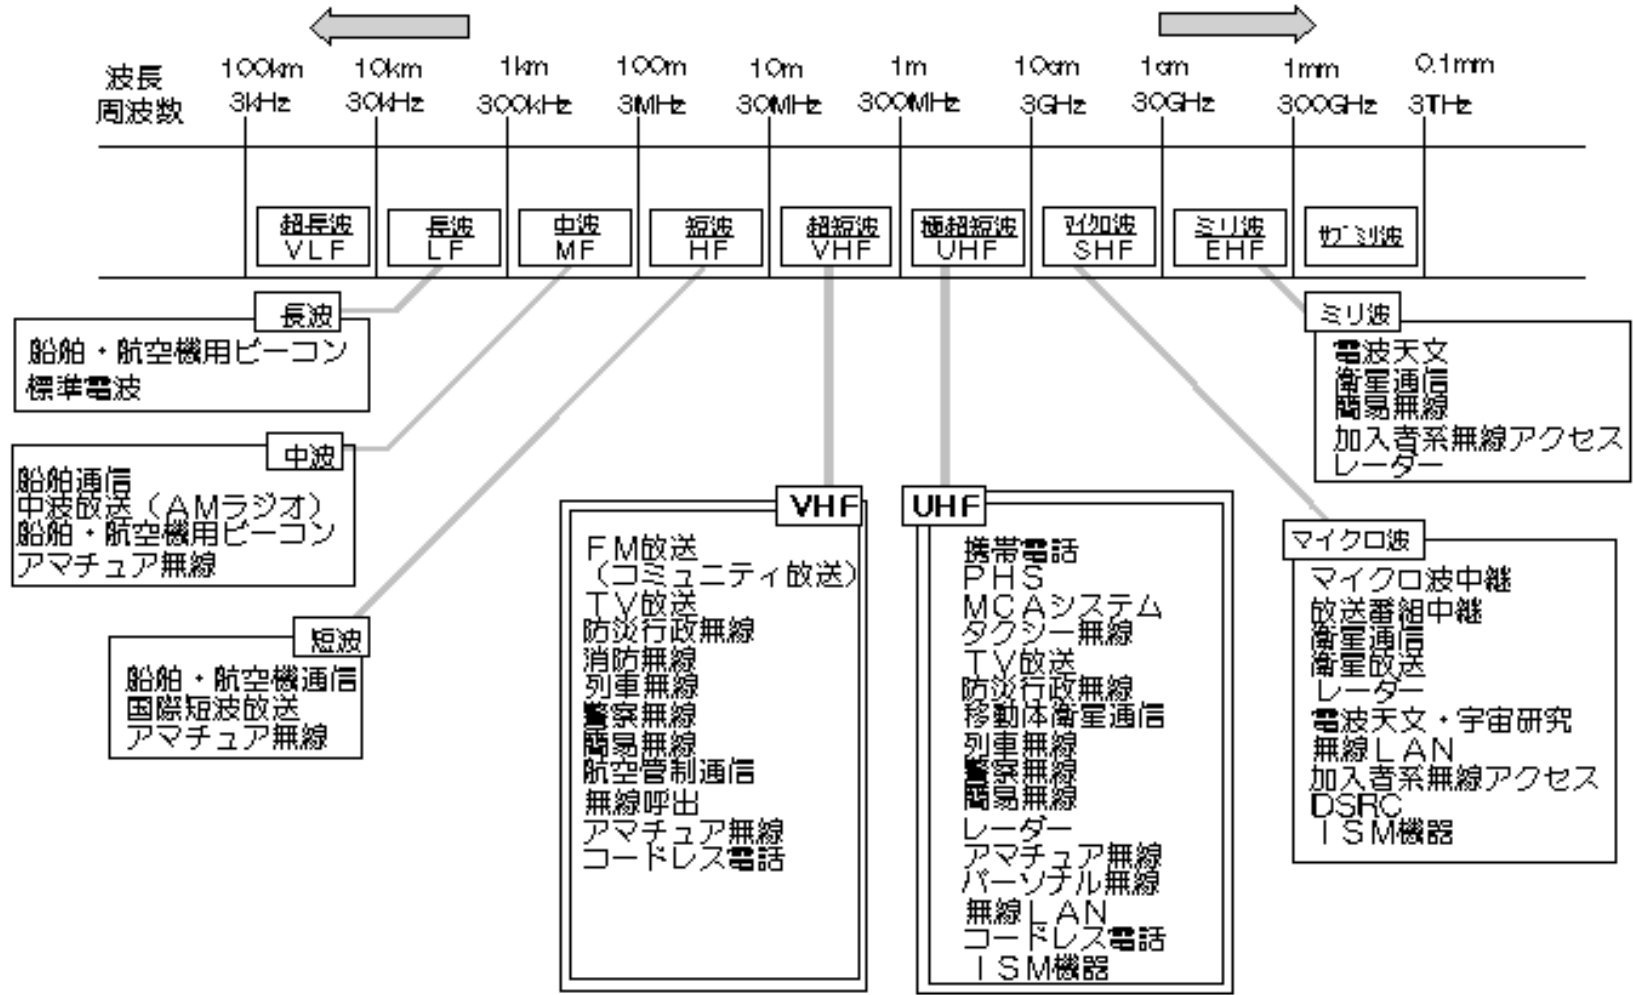 波長 100km 10km 1km 100m 10m 1m 10cm 1cm 1mm 0.1mm
周波数 3kHz 30kHz 300kHz 3MHz 30MHz 300MHz 3GHz 30GHz 300GHz 3THz
超長波 長波 中波 短波 超短波 極超短波 マイクロ波 ミリ波 サブミリ波
VLF LF MF HF VHF UHF SHF EHF
長波
船舶・航空機用ビーコン
標準電波
中波
船舶通信
中波放送（AMラジオ）
船舶・航空機用ビーコン
アマチュア無線
短波
船舶・航空機通信
国際短波放送
アマチュア無線
VHF
FM放送
（コミュニティ放送）
TV放送
防災行政無線
消防無線
列車無線
警察無線
簡易無線
航空管制通信
無線呼出
アマチュア無線
コードレス電話
UHF
携帯電話
PHS
MCAシステム
タクシー無線
TV放送
防災行政無線
移動体衛星通信
列車無線
警察無線
簡易無線
レーダー
アマチュア無線
パーソナル無線
無線LAN
コードレス電話
ISM機器
マイクロ波
マイクロ波中継
放送番組中継
衛星通信
衛星放送
レーダー
電波天文・宇宙研究
無線LAN
加入者系無線アクセス
DSRC
ISM機器
ミリ波
電波天文
衛星通信
簡易無線
加入者系無線アクセス
レーダー